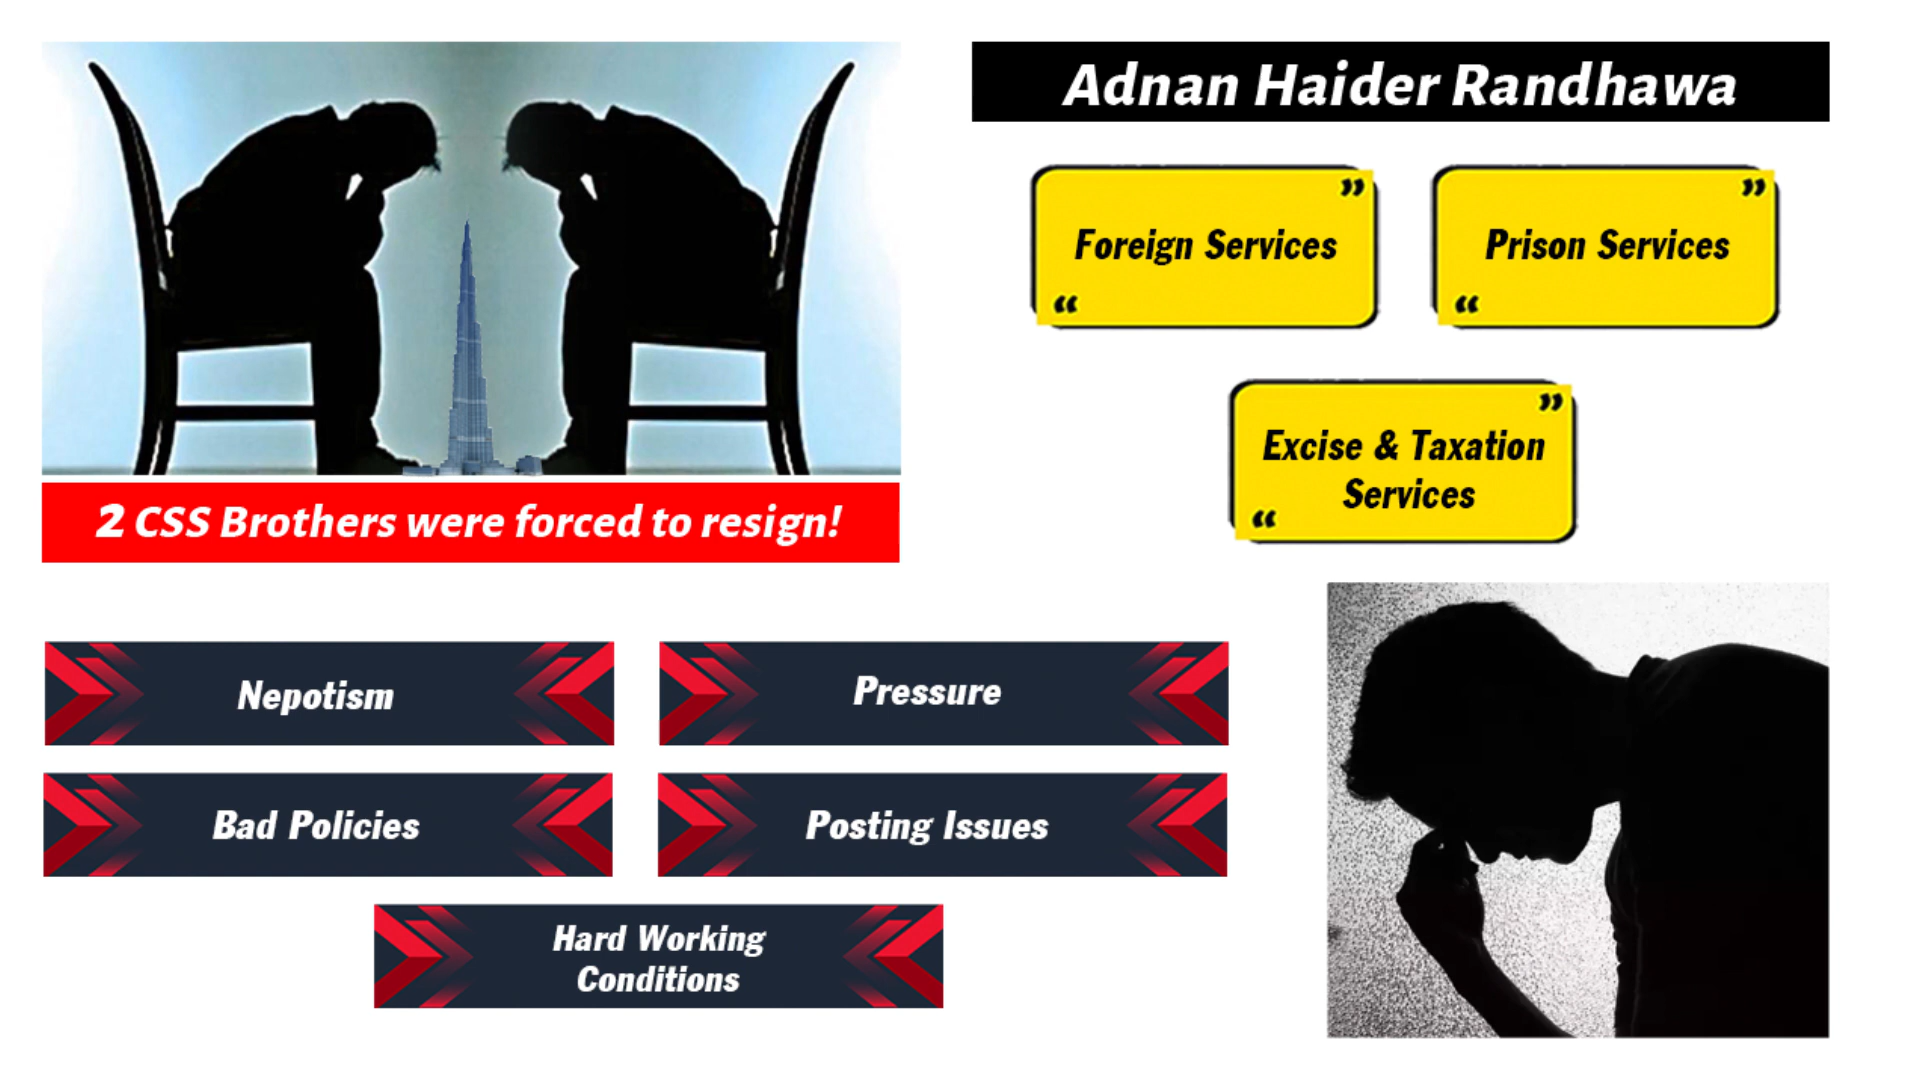 2 CSS Brothers were forced to resign!
Adnan Haider Randhawa
”
Foreign Services
“
”
Prison Services
“
”
Excise & Taxation
Services
“
Nepotism
Pressure
Bad Policies
Posting Issues
Hard Working
Conditions